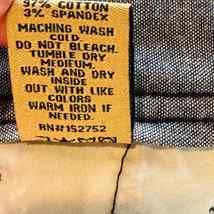 97% COTTON
3% SPANDEX
MACHING WASH
COLD.
DO NOT BLEACH.
TUMBLE DRY
MEDIUM.
WASH AND DRY
INSIDE
OUT WITH LIKE
COLORS
WARM IRON IF
NEEDED.
RN#152752